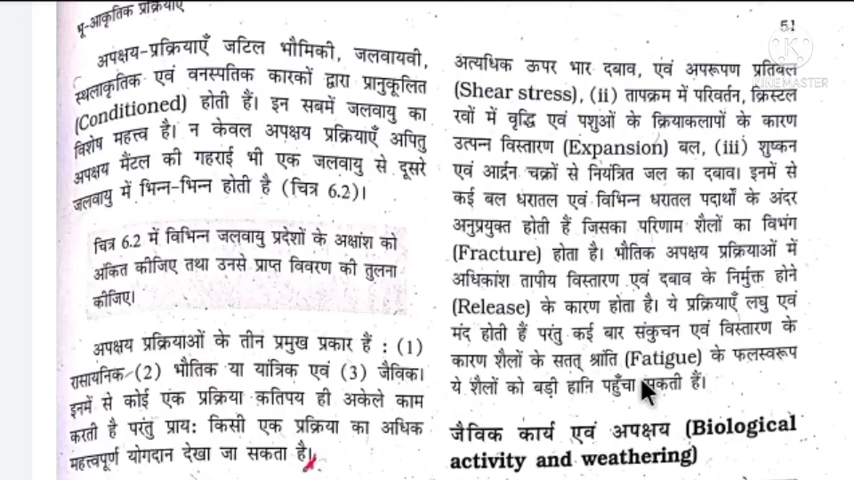 भू-आकृतिक प्रक्रियाएँ
51
अपक्षय-प्रक्रियाएँ जटिल भौमिकी, जलवायवी,
स्थलाकृतिक एवं वनस्पतिक कारकों द्वारा प्रानुकूलित
(Conditioned) होती हैं। इन सबमें जलवायु का
विशेष महत्त्व है। न केवल अपक्षय प्रक्रियाएँ अपितु
अपक्षय मैंटल की गहराई भी एक जलवायु से दूसरे
जलवायु में भिन्न-भिन्न होती है (चित्र 6.2)।
चित्र 6.2 में विभिन्न जलवायु प्रदेशों के अक्षांश को
अंकित कीजिए तथा उनसे प्राप्त विवरण की तुलना
कीजिए।
अपक्षय प्रक्रियाओं के तीन प्रमुख प्रकार हैं : (1)
रासायनिक (2) भौतिक या यांत्रिक एवं (3) जैविक।
इनमें से कोई एक प्रक्रिया कतिपय ही अकेले काम
करती है परंतु प्राय: किसी एक प्रक्रिया का अधिक
महत्त्वपूर्ण योगदान देखा जा सकता है।
अत्यधिक ऊपर भार दबाव, एवं अपरूपण प्रतिबल
(Shear stress), (ii) तापक्रम में परिवर्तन, क्रिस्टल
रवों में वृद्धि एवं पशुओं के क्रियाकलापों के कारण
उत्पन्न विस्तारण (Expansion) बल, (iii) शुष्कन
एवं आर्द्रन चक्रों से नियंत्रित जल का दबाव। इनमें से
कई बल धरातल एवं विभिन्न धरातल पदार्थों के अंदर
अनुप्रयुक्त होती हैं जिसका परिणाम शैलों का विभंग
(Fracture) होता है। भौतिक अपक्षय प्रक्रियाओं में
अधिकांश तापीय विस्तारण एवं दबाव के निर्मुक्त होने
(Release) के कारण होता है। ये प्रक्रियाएँ लघु एवं
मंद होती हैं परंतु कई बार संकुचन एवं विस्तारण के
कारण शैलों के सतत् श्रांति (Fatigue) के फलस्वरूप
ये शैलों को बड़ी हानि पहुँचा सकती हैं।
जैविक कार्य एवं अपक्षय (Biological
activity and weathering)
KINEMASTER